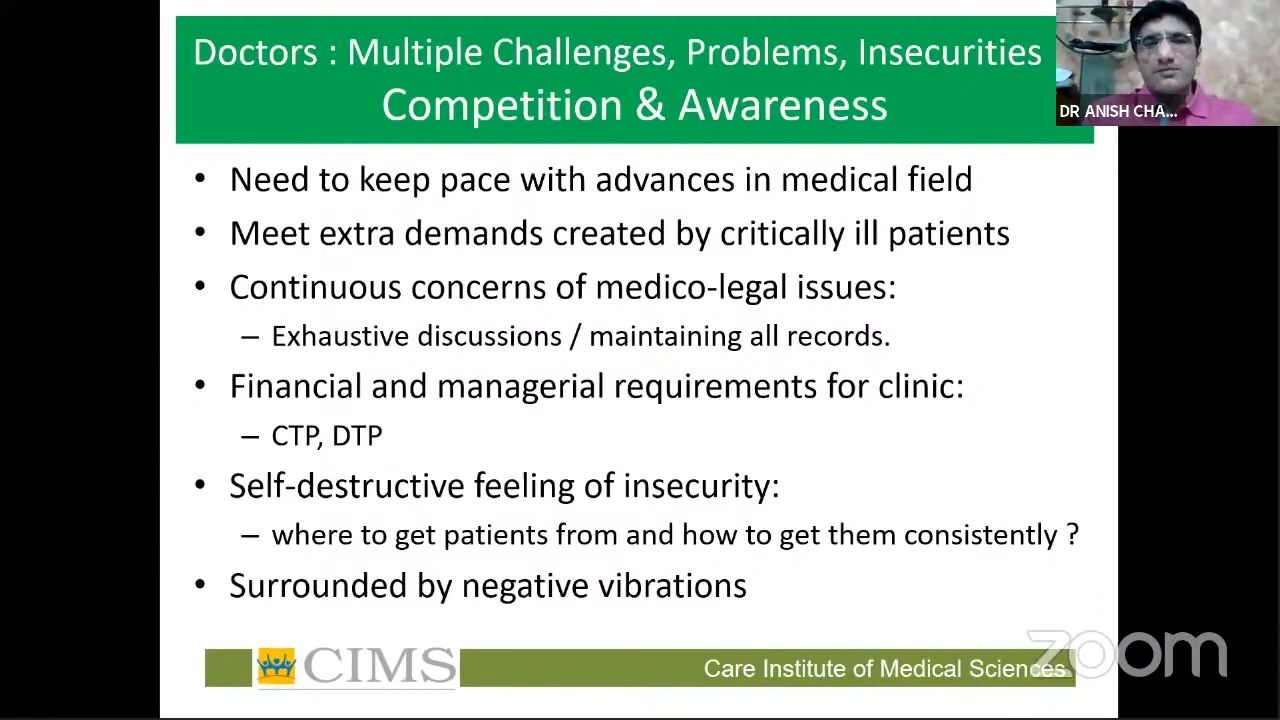 Doctors : Multiple Challenges, Problems, Insecurities
Competition & Awareness
DR ANISH CHA...
• Need to keep pace with advances in medical field
• Meet extra demands created by critically ill patients
• Continuous concerns of medico-legal issues:
– Exhaustive discussions / maintaining all records.
• Financial and managerial requirements for clinic:
– CTP, DTP
• Self-destructive feeling of insecurity:
– where to get patients from and how to get them consistently ?
• Surrounded by negative vibrations
CIMS
Care Institute of Medical Sciences
zoom